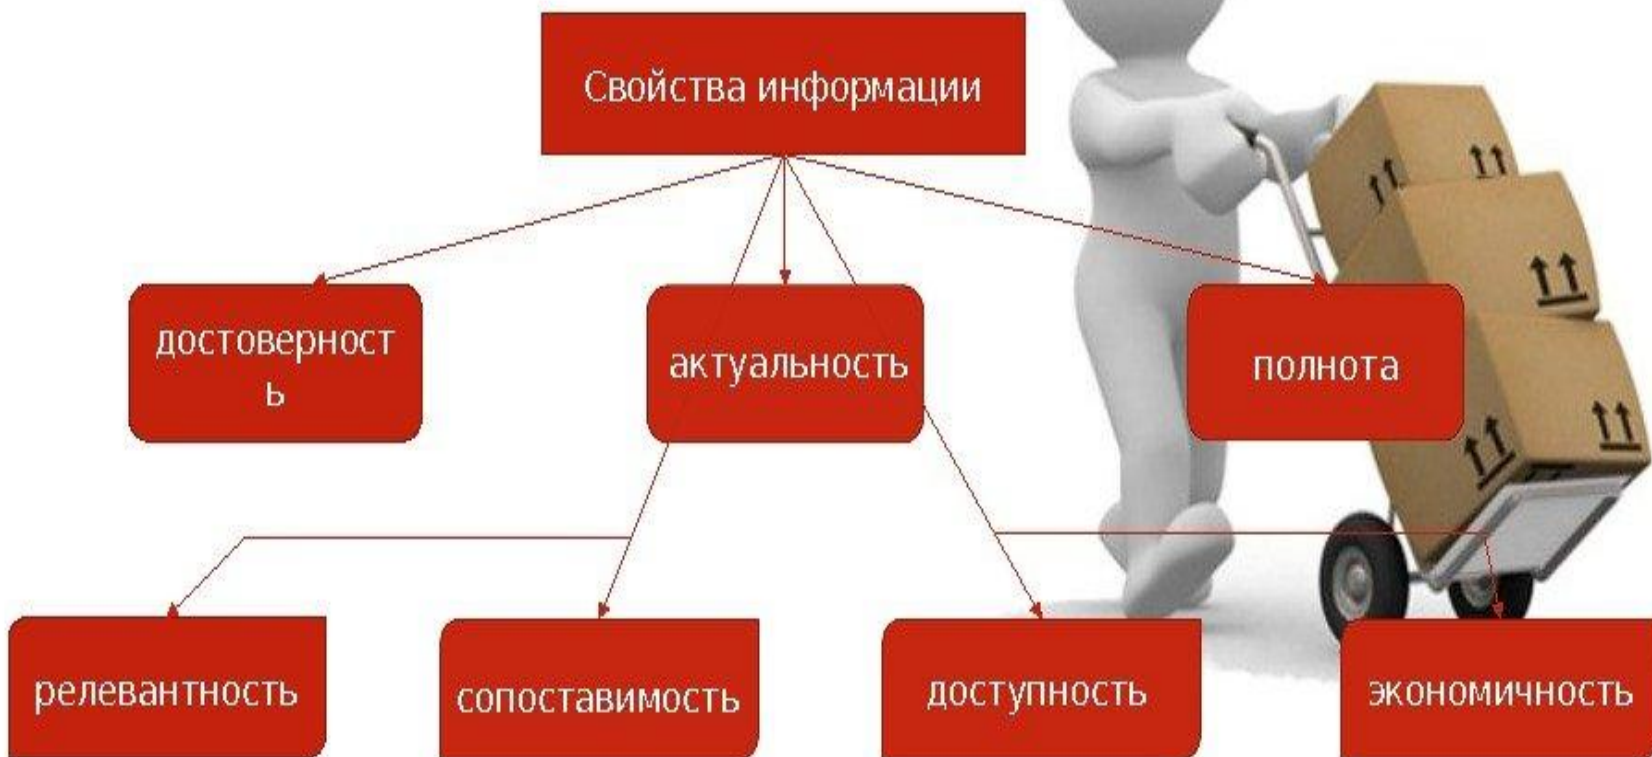 Свойства информации
достоверност
ь
актуальность
полнота
релевантность
сопоставимость
доступность
экономичность